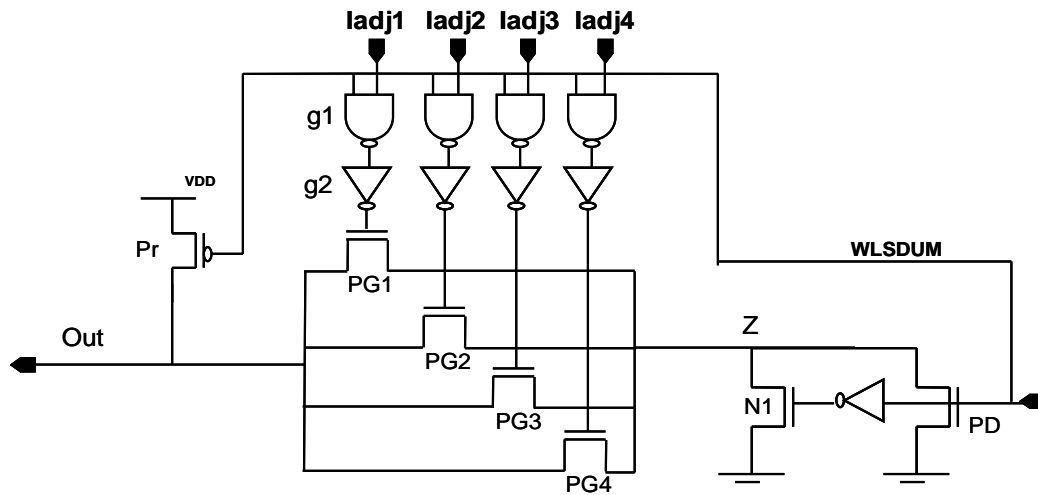 Iadj1 Iadj2 Iadj3 Iadj4
g1
g2
VDD
Pr
WLSDUM
PG1
Out
Z
PG2
N1
PD
PG3
PG4